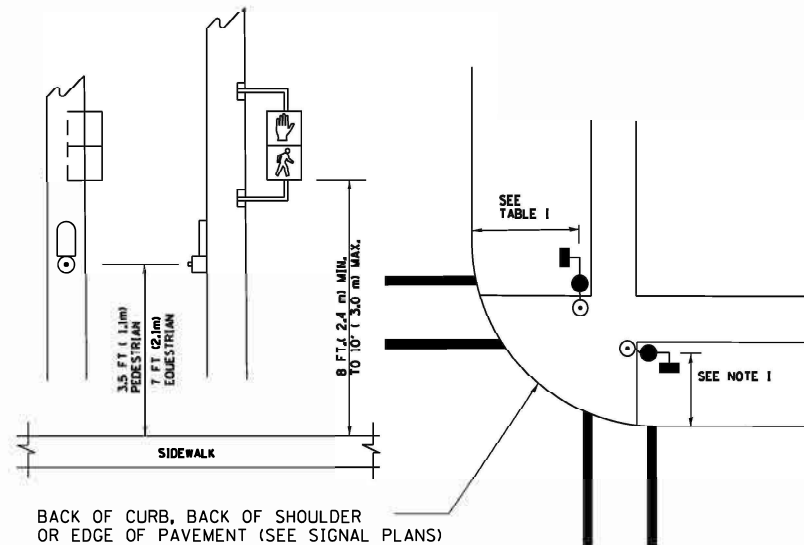 SEE
TABLE I
3.5 FT ( 1.1m)
PEDESTRIAN
7 FT (2.1m)
EQUESTRIAN
8 FT.( 2.4 m) MIN.
TO 10' ( 3.0 m) MAX.
SEE NOTE I
SIDEWALK
BACK OF CURB, BACK OF SHOULDER
OR EDGE OF PAVEMENT (SEE SIGNAL PLANS)